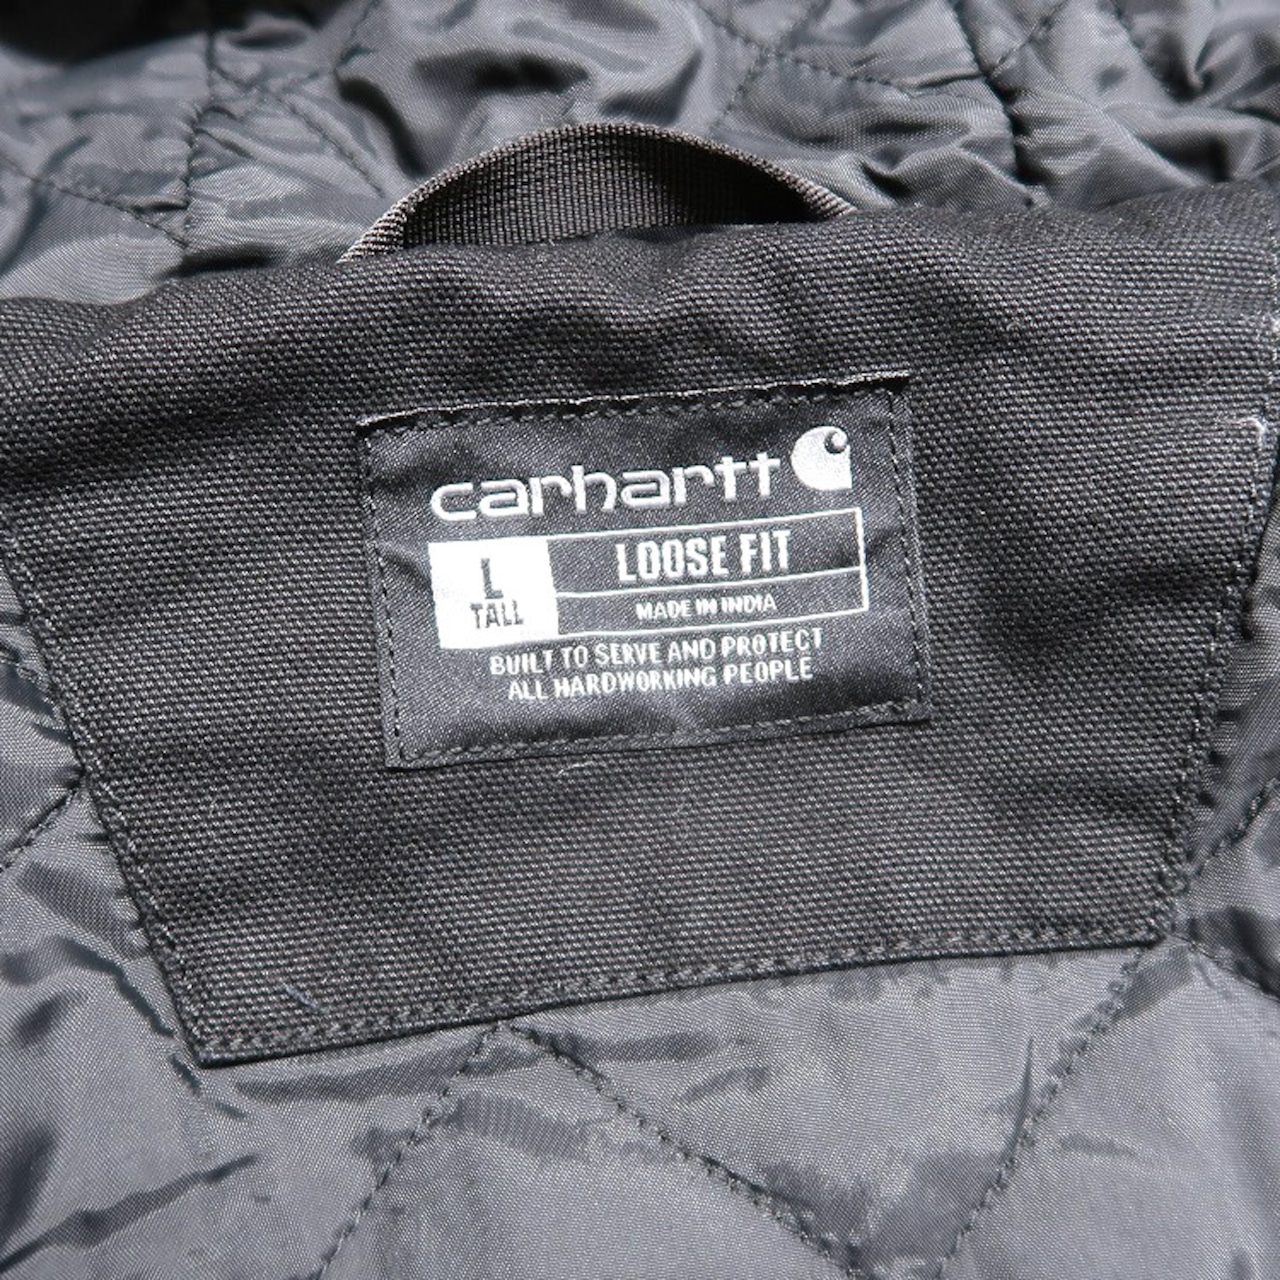 carhartt
L
TALL
LOOSE FIT
MADE IN INDIA
BUILT TO SERVE AND PROTECT
ALL HARDWORKING PEOPLE